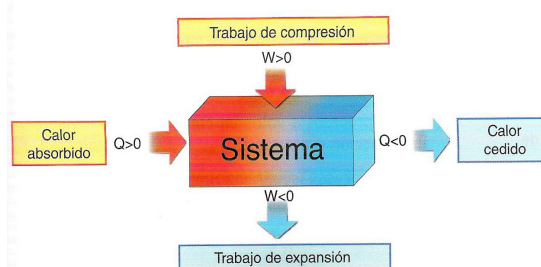 Trabajo de compresión
W>0
Calor
absorbido
Q>0
Sistema
Q<0
Calor
cedido
W<0
Trabajo de expansión